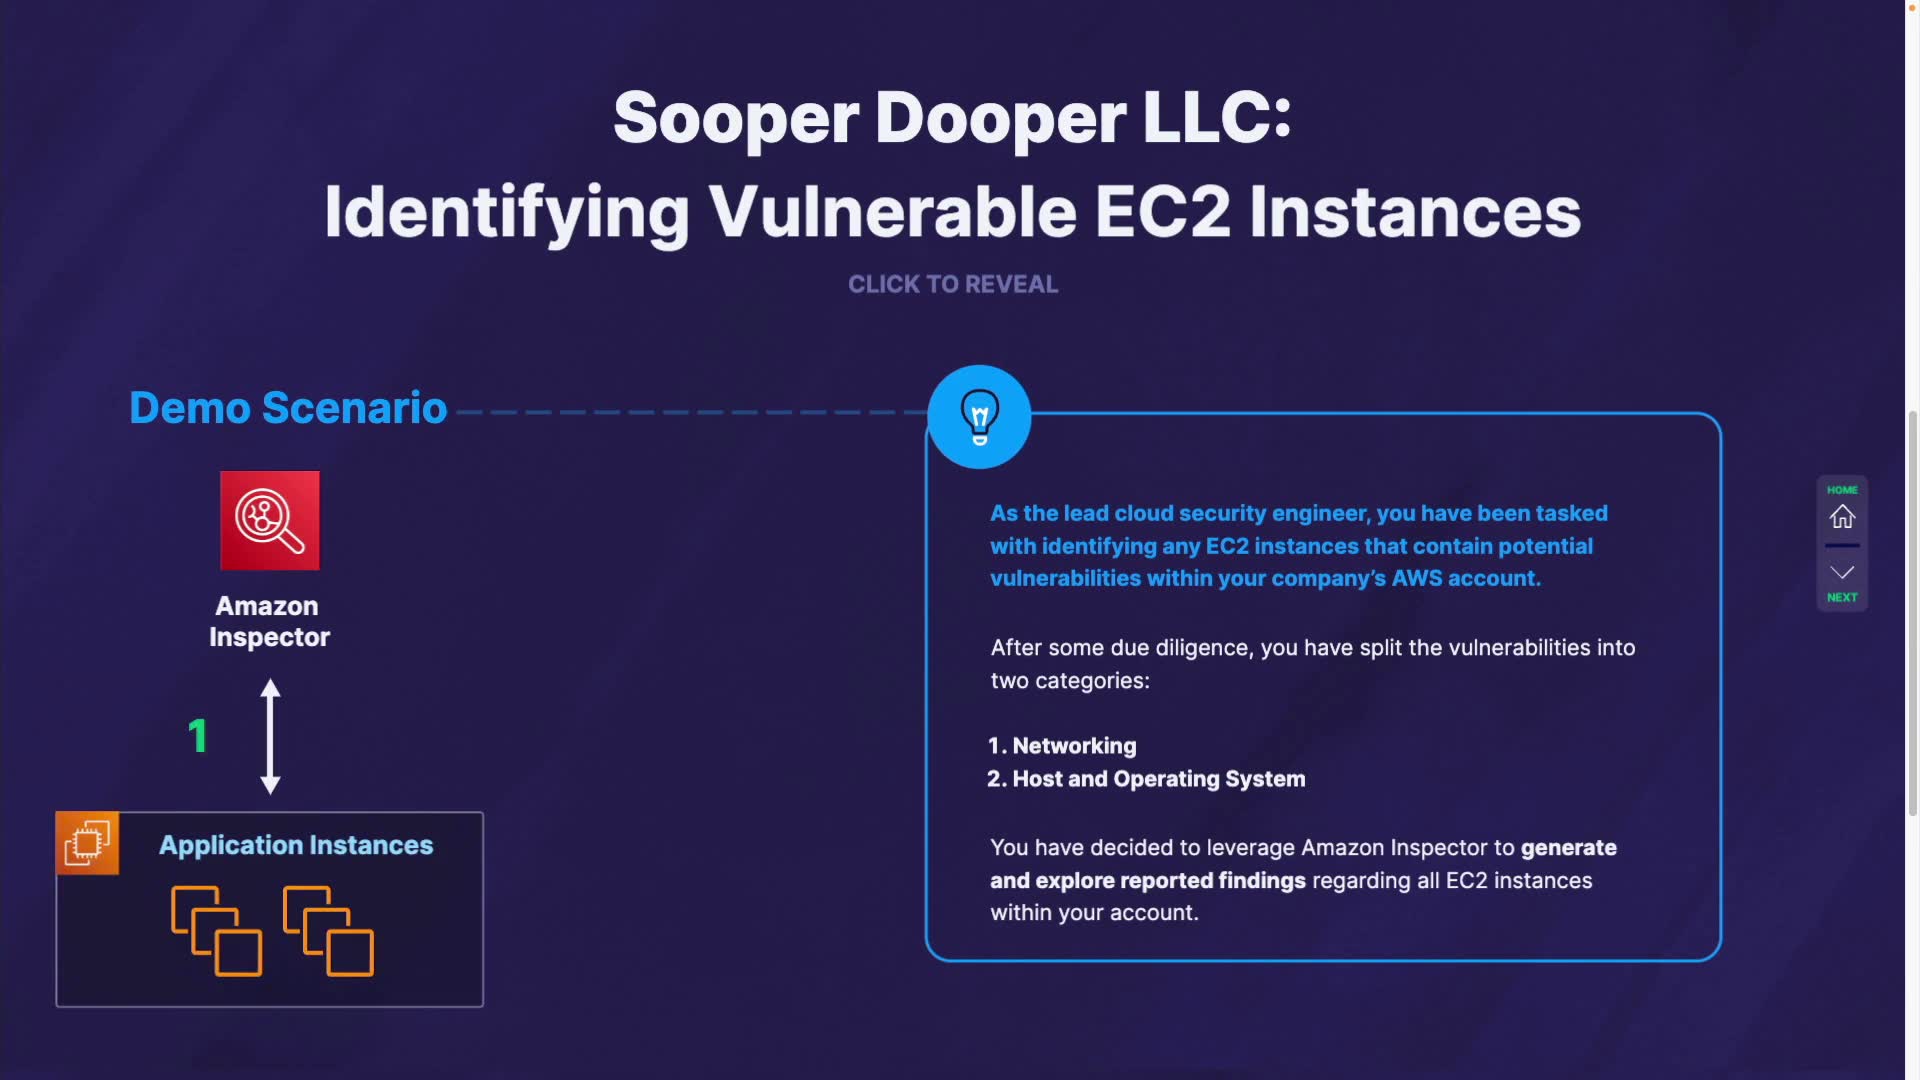 Sooper Dooper LLC:
Identifying Vulnerable EC2 Instances
CLICK TO REVEAL
Demo Scenario
Amazon
Inspector
1
Application Instances
As the lead cloud security engineer, you have been tasked
with identifying any EC2 instances that contain potential
vulnerabilities within your company’s AWS account.
After some due diligence, you have split the vulnerabilities into
two categories:
1. Networking
2. Host and Operating System
You have decided to leverage Amazon Inspector to generate
and explore reported findings regarding all EC2 instances
within your account.
HOME
NEXT